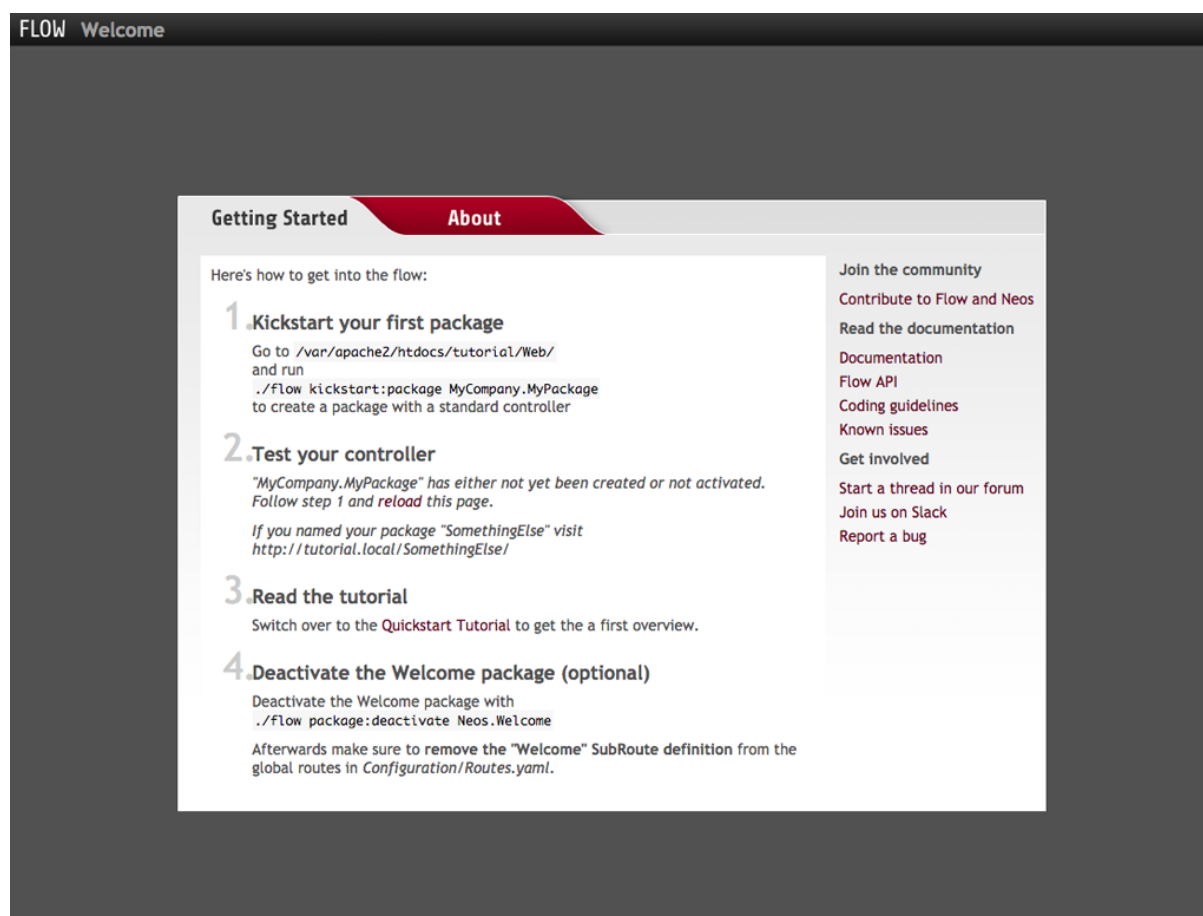 FLOW Welcome
Getting Started
About
Here's how to get into the flow:
1. Kickstart your first package
Go to /var/apache2/htdocs/tutorial/Web/
and run
./flow kickstart:package MyCompany.MyPackage
to create a package with a standard controller
2. Test your controller
"MyCompany.MyPackage" has either not yet been created or not activated.
Follow step 1 and reload this page.
If you named your package "SomethingElse" visit
http://tutorial.local/SomethingElse/
3. Read the tutorial
Switch over to the Quickstart Tutorial to get the a first overview.
4. Deactivate the Welcome package (optional)
Deactivate the Welcome package with
./flow package:deactivate Neos.Welcome
Afterwards make sure to remove the "Welcome" SubRoute definition from the
global routes in Configuration/Routes.yaml.
Join the community
Contribute to Flow and Neos
Read the documentation
Documentation
Flow API
Coding guidelines
Known issues
Get involved
Start a thread in our forum
Join us on Slack
Report a bug